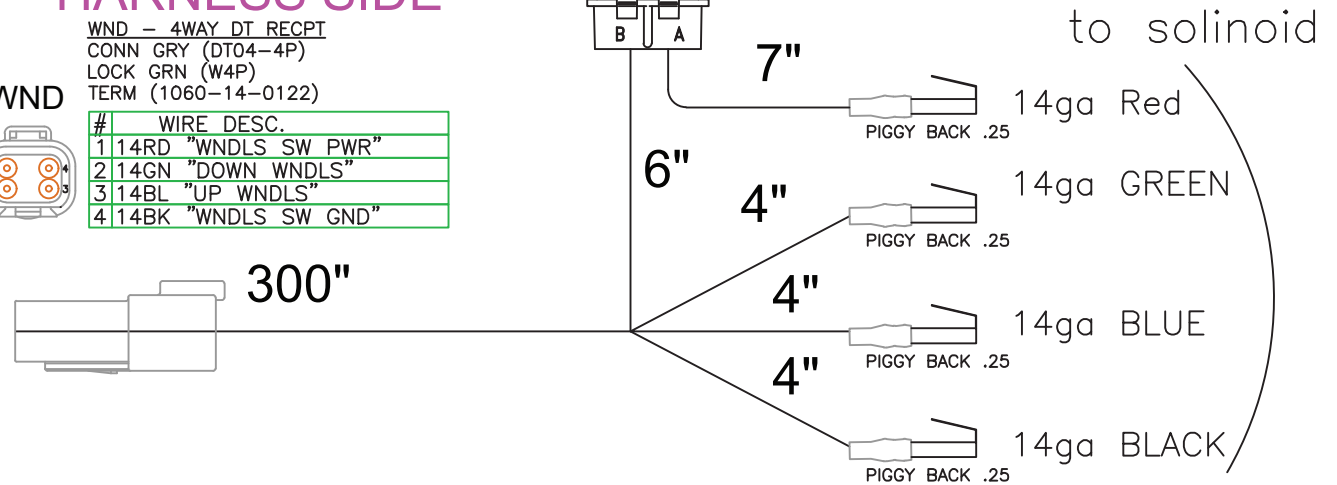 HARNESS SIDE
WND - 4WAY DT RECPT
CONN GRY (DT04-4P)
LOCK GRN (W4P)
TERM (1060-14-0122)
WND
# WIRE DESC.
1 14RD "WNDLS SW PWR"
2 14GN "DOWN WNDLS"
3 14BL "UP WNDLS"
4 14BK "WNDLS SW GND"
4
3
B A
to solinoid
7"
14ga Red
PIGGY BACK .25
6"
4"
14ga GREEN
PIGGY BACK .25
300"
4"
14ga BLUE
PIGGY BACK .25
4"
14ga BLACK
PIGGY BACK .25